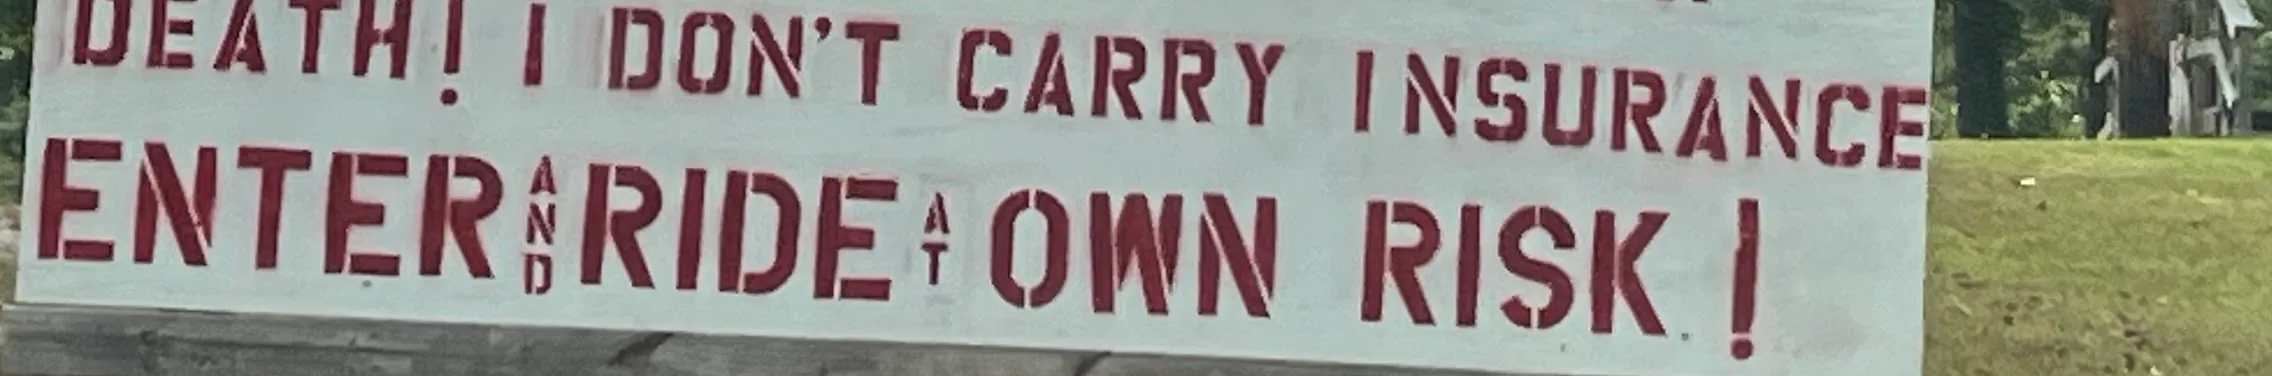 DEATH! I DON'T CARRY INSURANCE
ENTER AND RIDE AT OWN RISK!